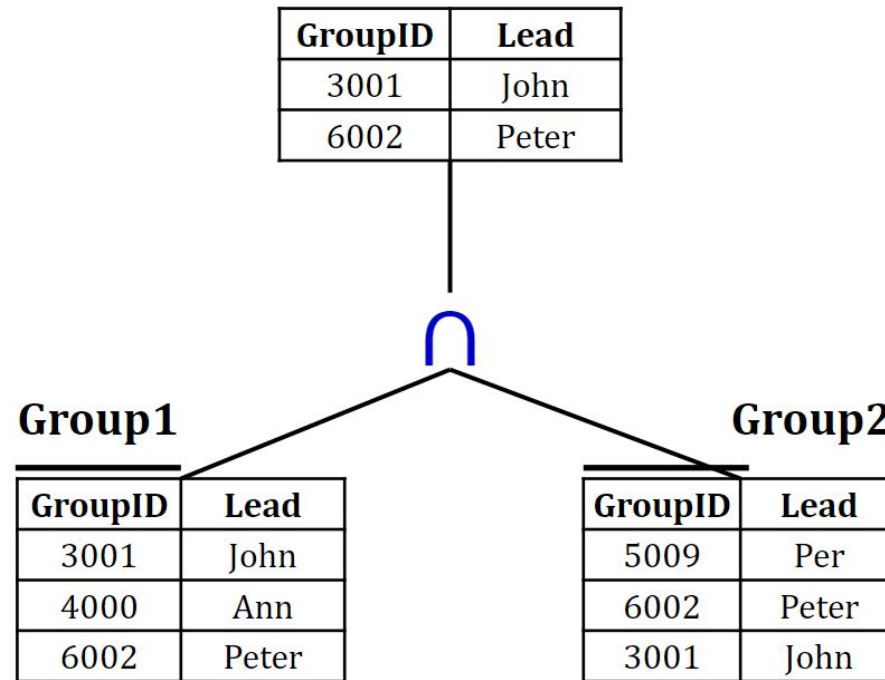 GroupID Lead
3001 John
6002 Peter
∩
Group1 Group2
GroupID Lead GroupID Lead
3001 John 5009 Per
4000 Ann 6002 Peter
6002 Peter 3001 John